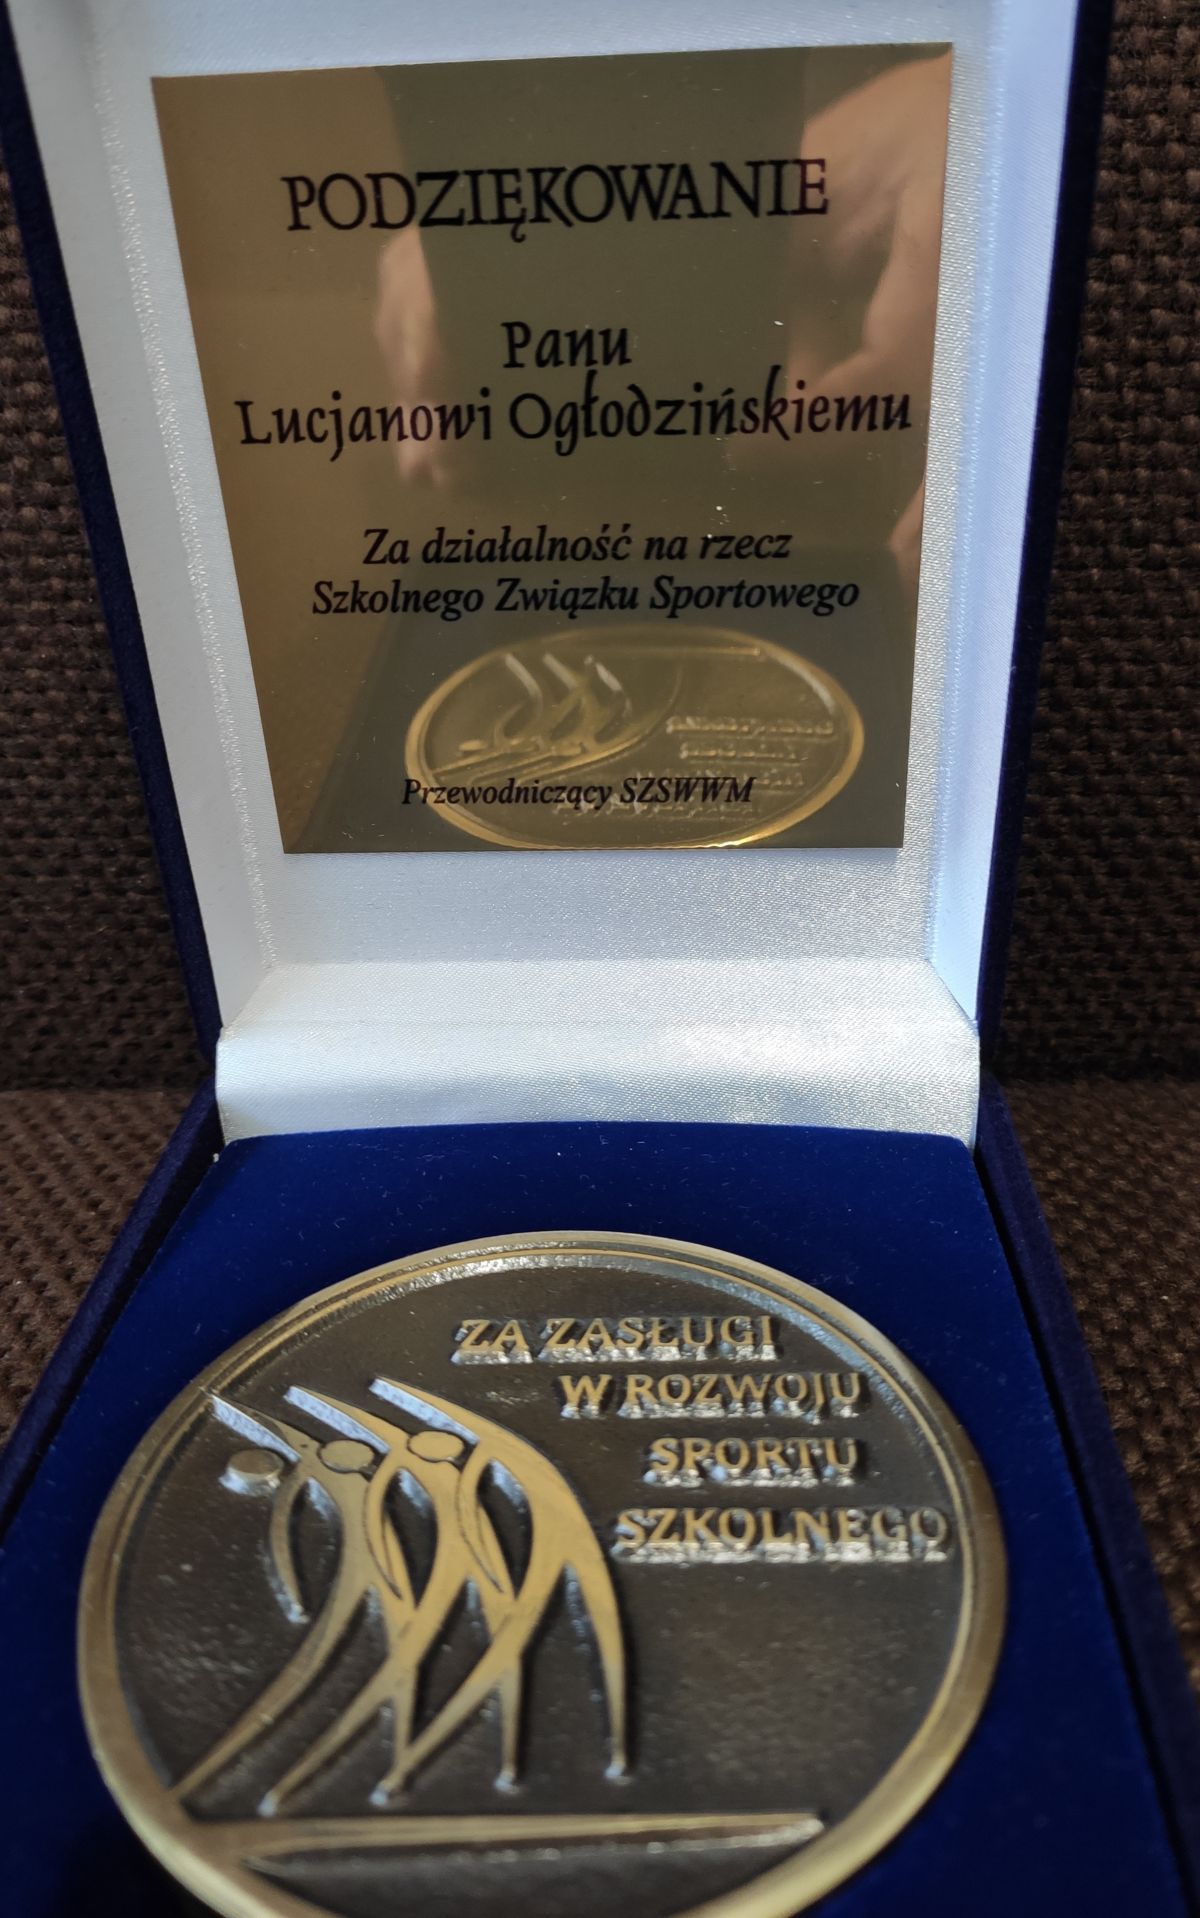 PODZIĘKOWANIE
Panu
Lucjanowi Ogłodzińskiemu
Za działalność na rzecz
Szkolnego Związku Sportowego
Przewodniczący SZSWWM
ZA ZASŁUGI
W ROZWOJU
SPORTU
SZKOLNEGO